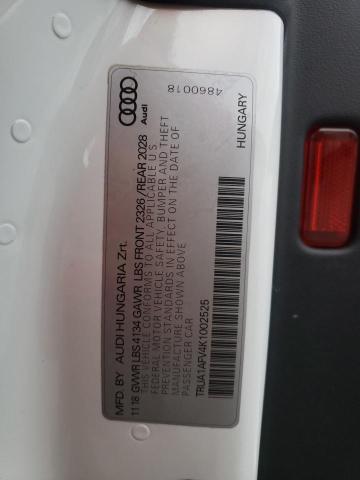 MFD. BY AUDI HUNGARIA Zrt.
11 18 GVWR LBS 4134 GAWR LBS FRONT 2326 / REAR 2028
THIS VEHICLE CONFORMS TO ALL APPLICABLE U S
FEDERAL MOTOR VEHICLE SAFETY, BUMPER AND THEFT
PREVENTION STANDARDS IN EFFECT ON THE DATE OF
MANUFACTURE SHOWN ABOVE
PASSENGER CAR
TRUA1AFV4K1002525
HUNGARY
Audi
4860018